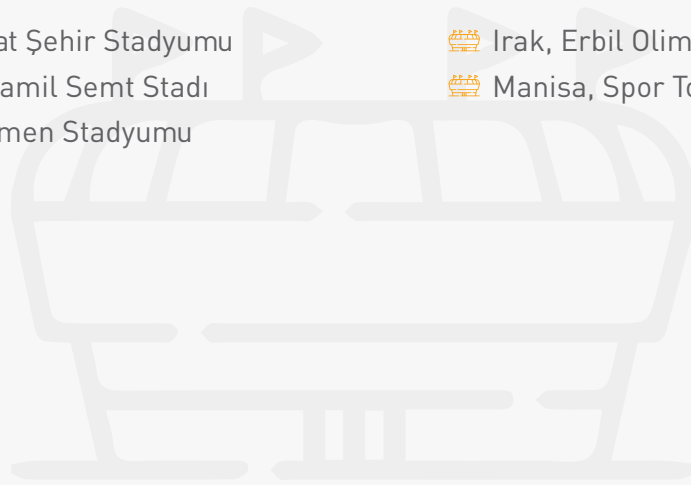 at Şehir Stadyumu
amil Semt Stadı
men Stadyumu
Irak, Erbil Olim
Manisa, Spor To